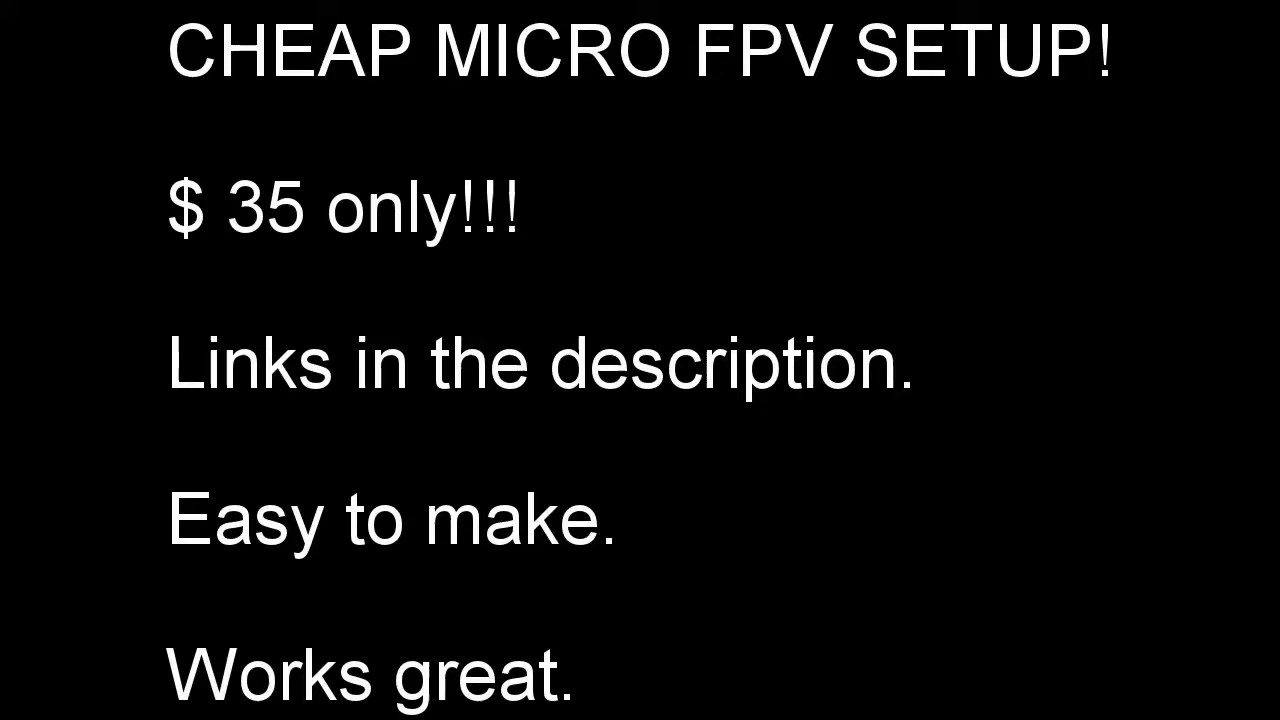 CHEAP MICRO FPV SETUP!
$ 35 only!!!
Links in the description.
Easy to make.
Works great.